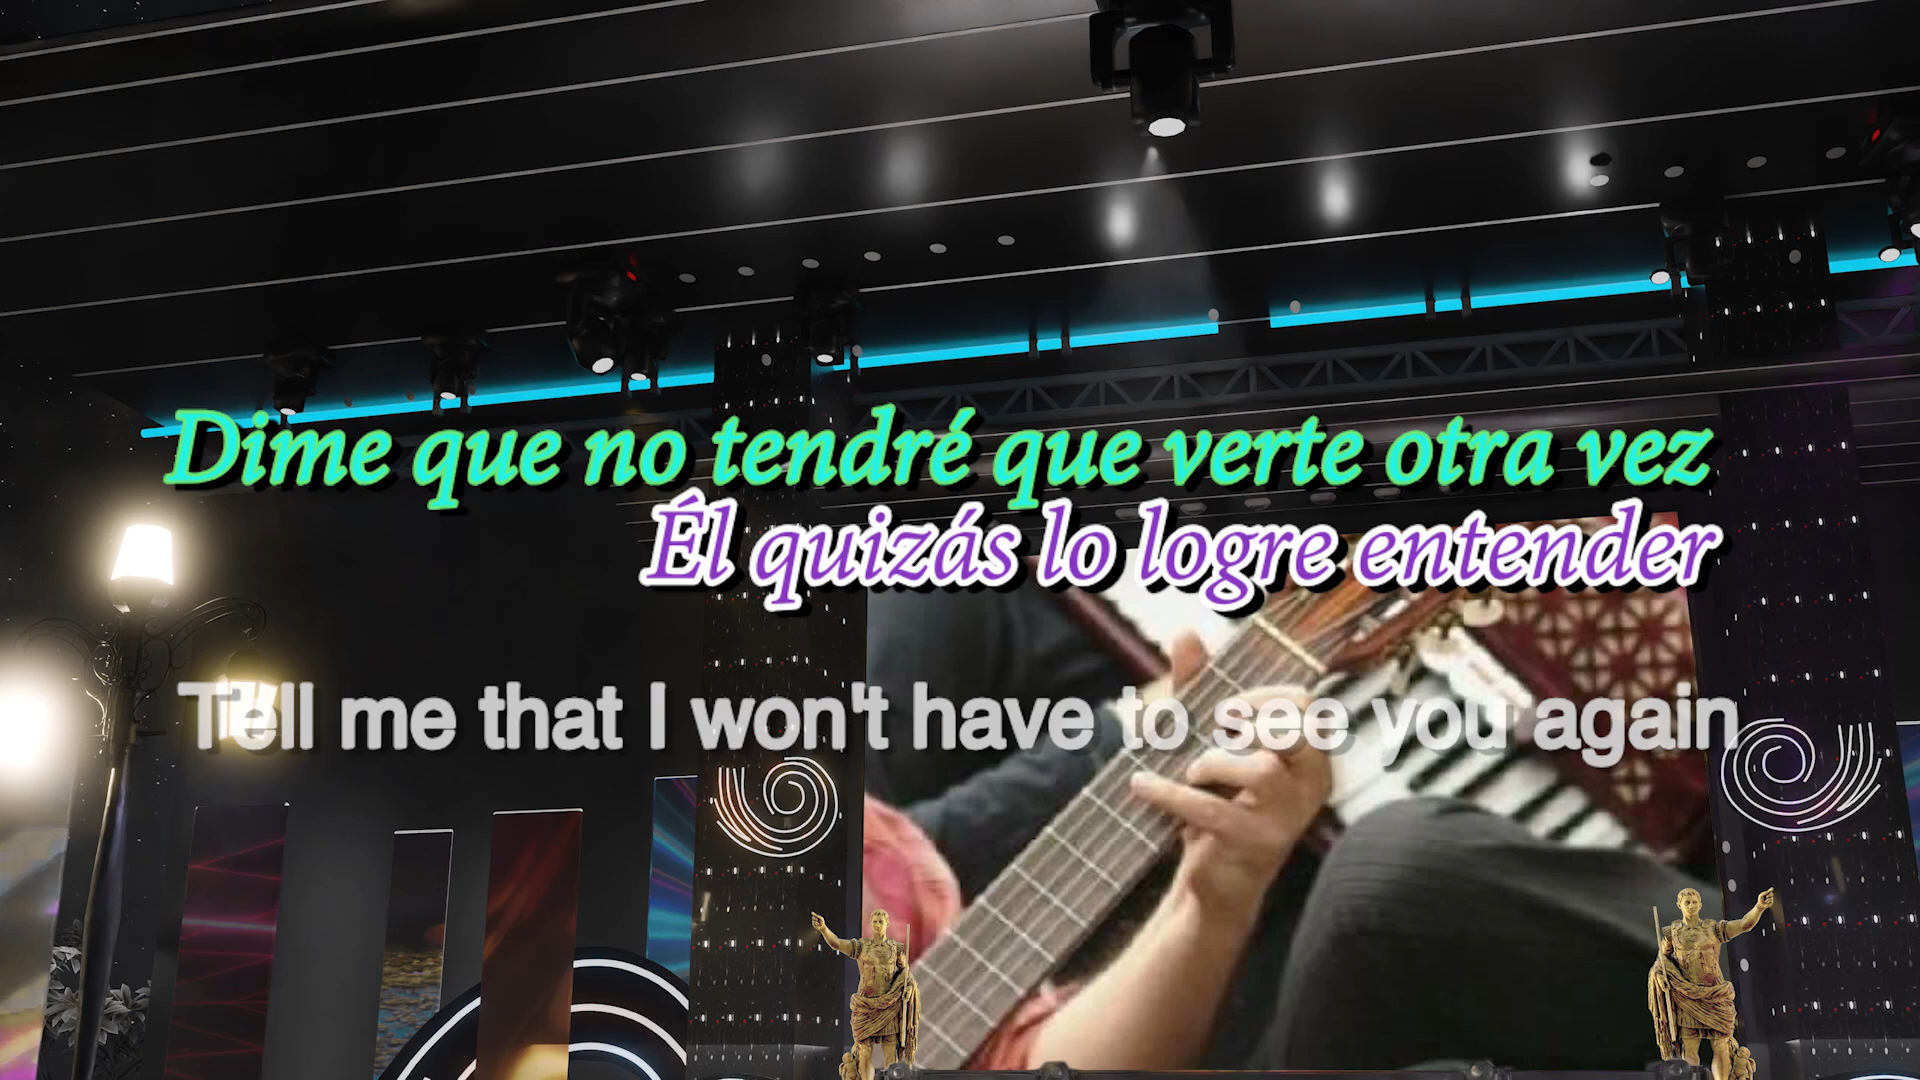 Dime que no tendré que verte otra vez
Él quizás lo logre entender
Tell me that I won't have to see you again